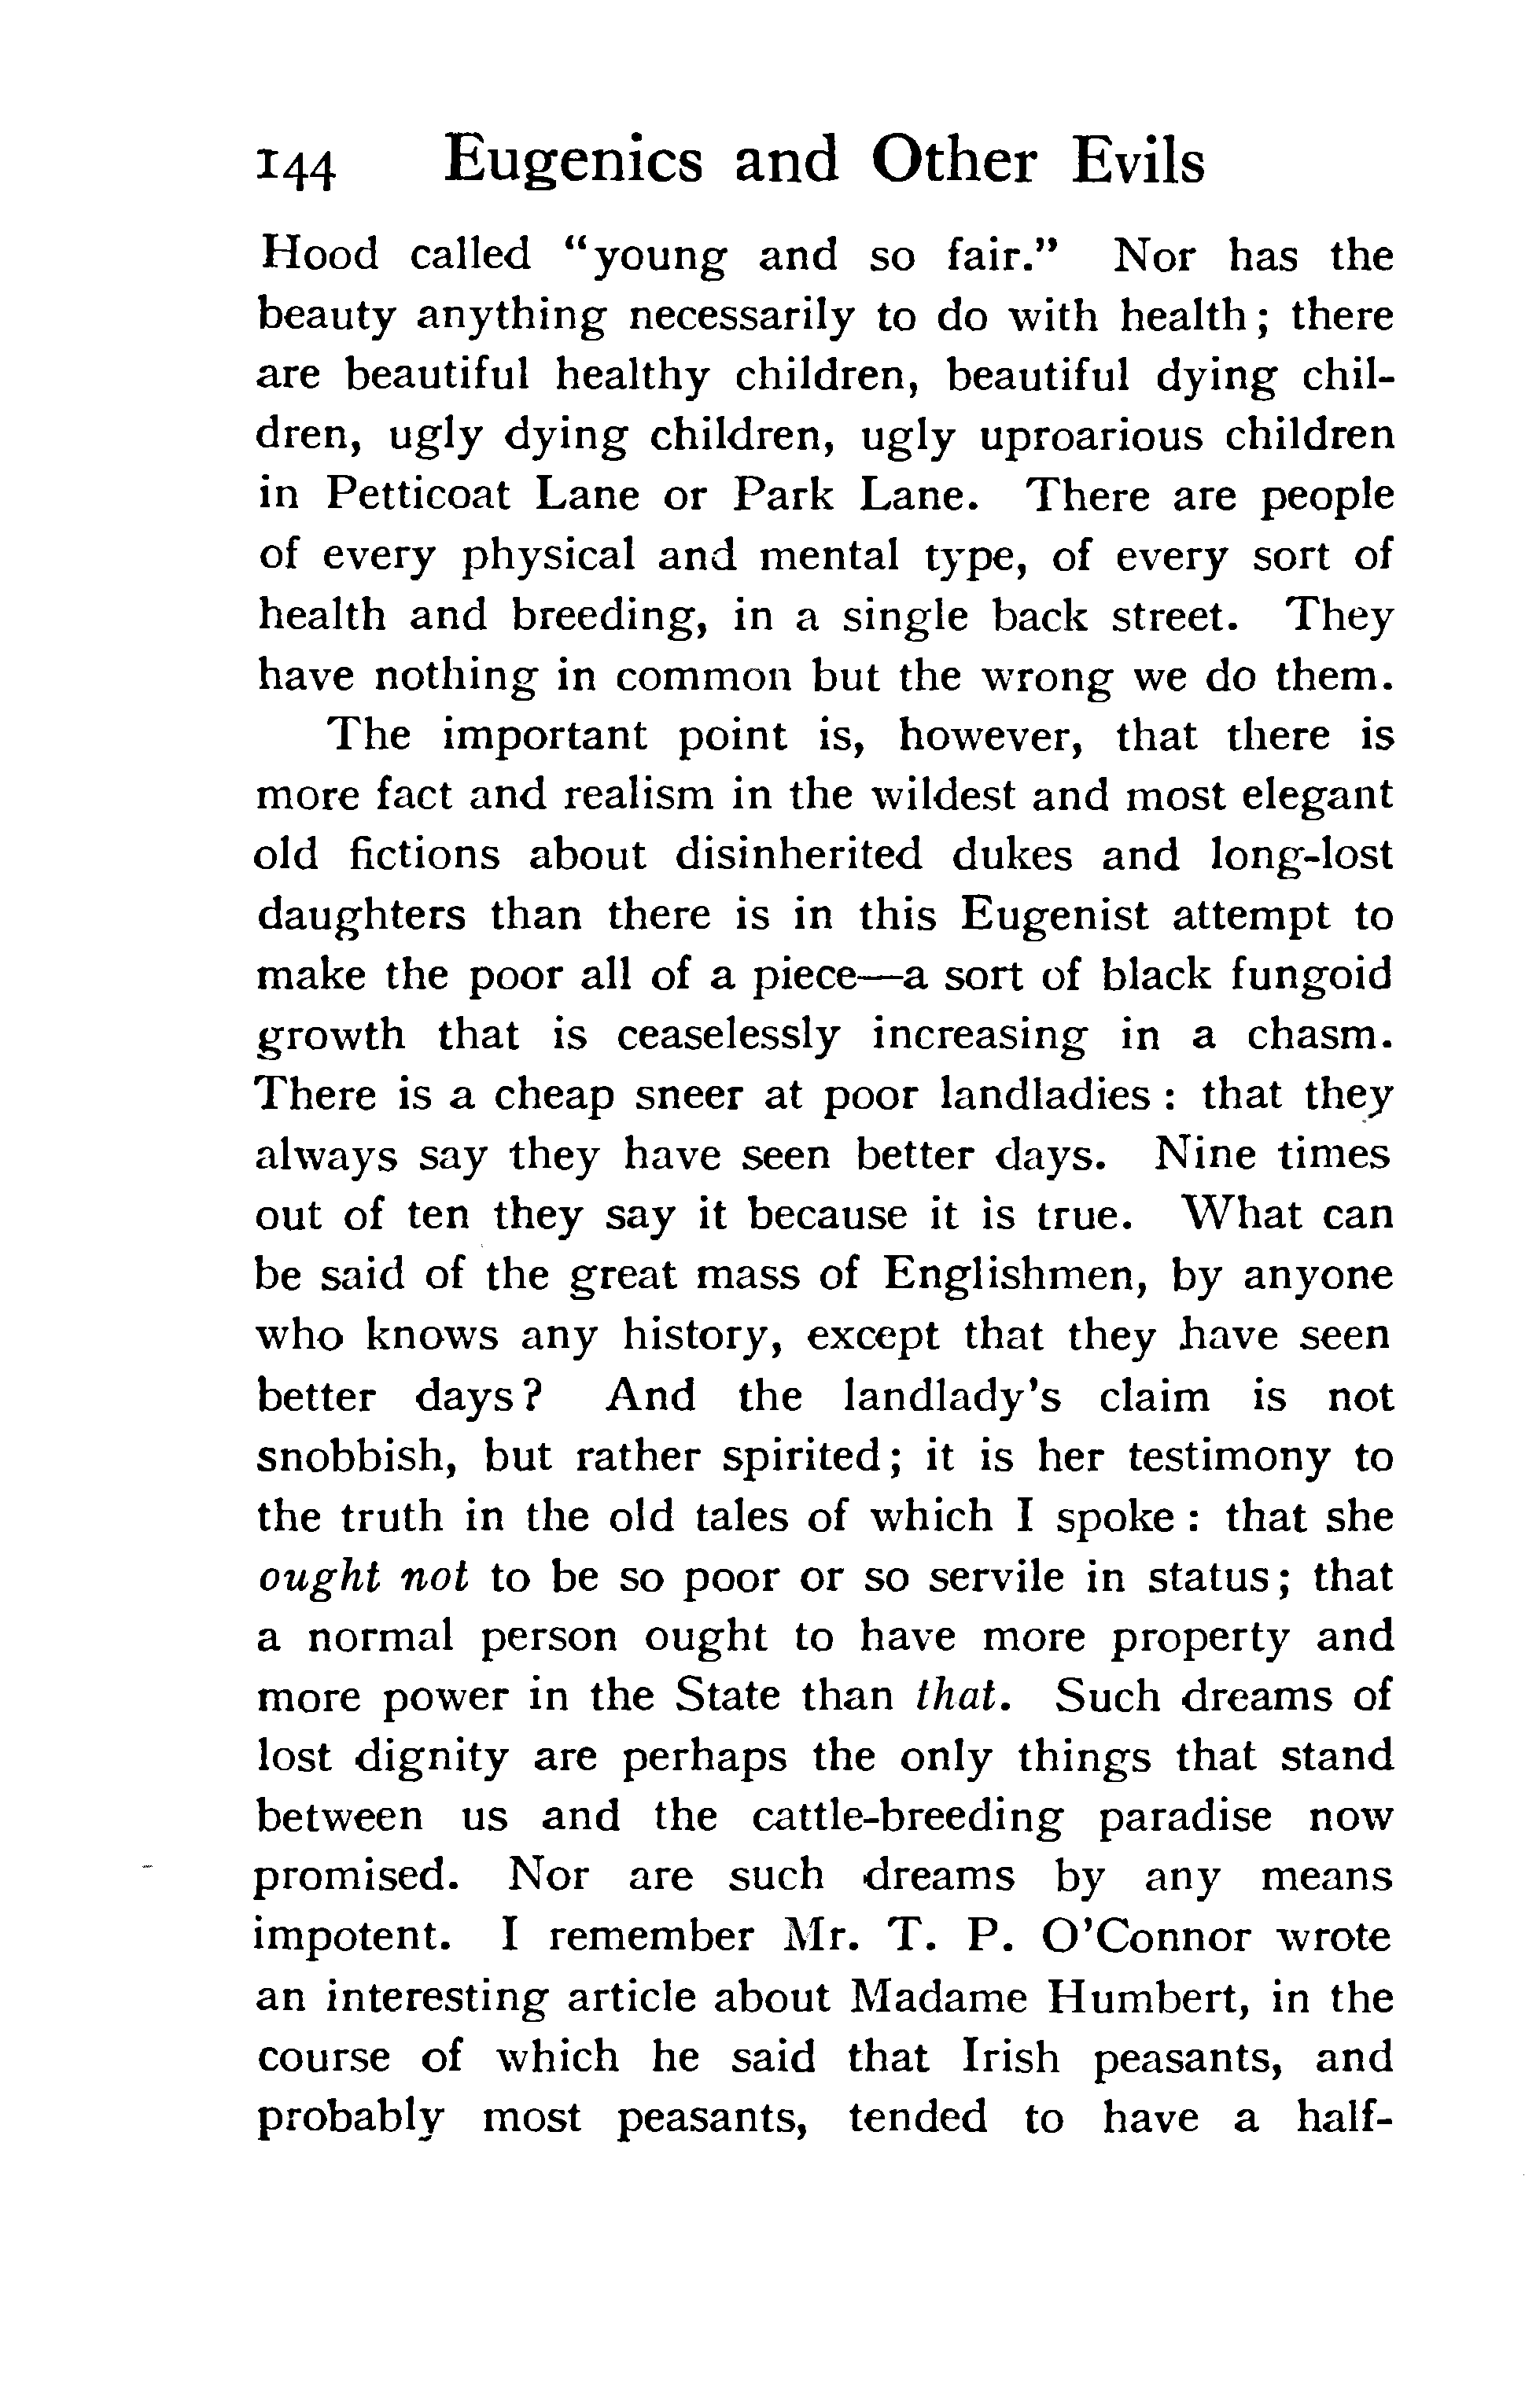 144 Eugenics and Other Evils
Hood called “young and so fair.” Nor has the
beauty anything necessarily to do with health; there
are beautiful healthy children, beautiful dying chil-
dren, ugly dying children, ugly uproarious children
in Petticoat Lane or Park Lane. There are people
of every physical and mental type, of every sort of
health and breeding, in a single back street. They
have nothing in common but the wrong we do them.
The important point is, however, that there is
more fact and realism in the wildest and most elegant
old fictions about disinherited dukes and long-lost
daughters than there is in this Eugenist attempt to
make the poor all of a piece—a sort of black fungoid
growth that is ceaselessly increasing in a chasm.
There is a cheap sneer at poor landladies : that they
always say they have seen better days. Nine times
out of ten they say it because it is true. What can
be said of the great mass of Englishmen, by anyone
who knows any history, except that they have seen
better days? And the landlady’s claim is not
snobbish, but rather spirited; it is her testimony to
the truth in the old tales of which I spoke : that she
ought not to be so poor or so servile in status; that
a normal person ought to have more property and
more power in the State than that. Such dreams of
lost dignity are perhaps the only things that stand
between us and the cattle-breeding paradise now
promised. Nor are such dreams by any means
impotent. I remember Mr. T. P. O’Connor wrote
an interesting article about Madame Humbert, in the
course of which he said that Irish peasants, and
probably most peasants, tended to have a half-